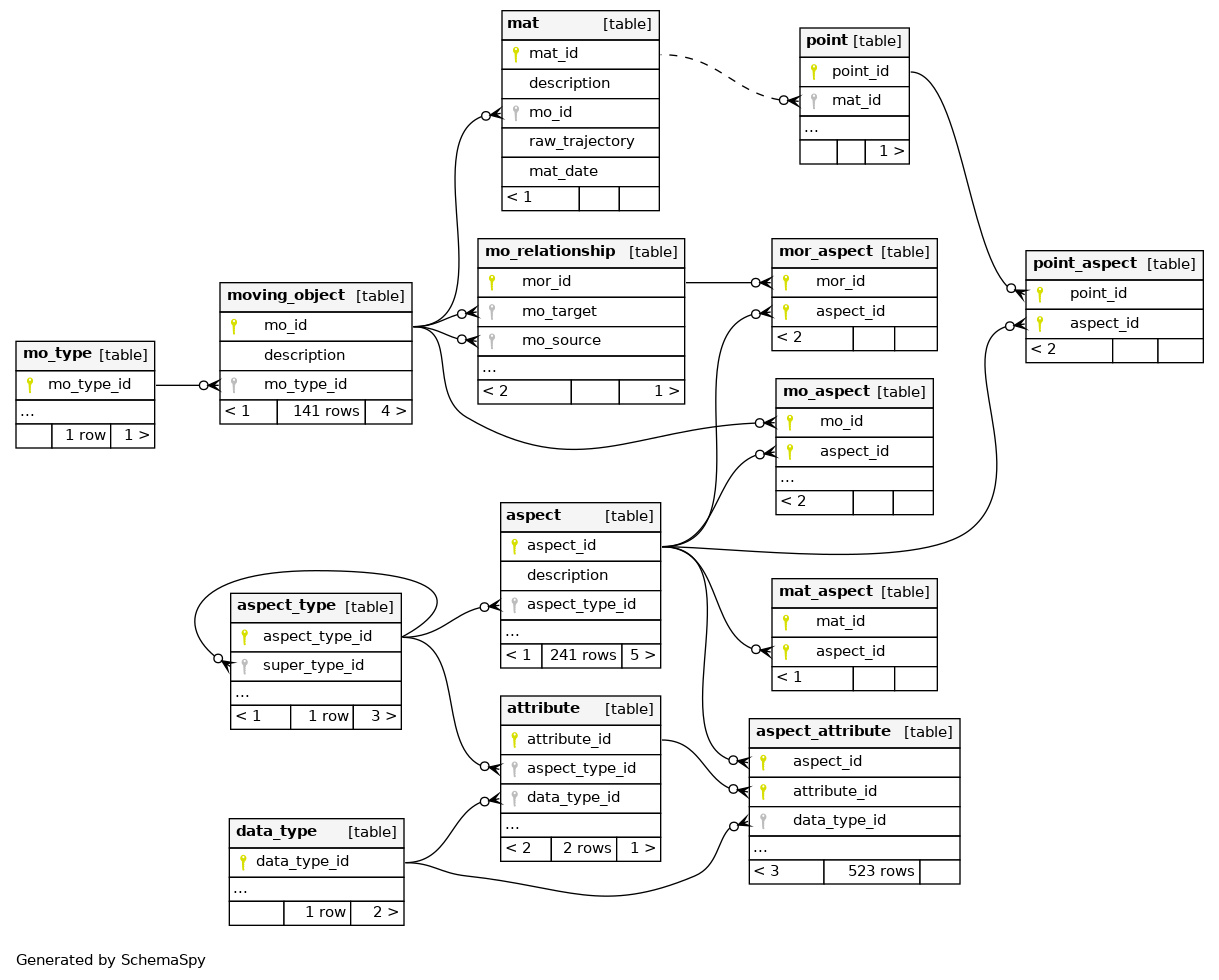 mat [table]
mat_id
description
mo_id
raw_trajectory
mat_date
< 1
point [table]
point_id
mat_id
...
1 >
mo_relationship [table]
mor_id
mo_target
mo_source
...
< 2 1 >
mor_aspect [table]
mor_id
aspect_id
< 2
point_aspect [table]
point_id
aspect_id
< 2
moving_object [table]
mo_id
description
mo_type_id
< 1 141 rows 4 >
mo_type [table]
mo_type_id
...
1 row 1 >
mo_aspect [table]
mo_id
aspect_id
...
< 2
aspect [table]
aspect_id
description
aspect_type_id
...
< 1 241 rows 5 >
mat_aspect [table]
mat_id
aspect_id
< 1
aspect_type [table]
aspect_type_id
super_type_id
...
< 1 1 row 3 >
attribute [table]
attribute_id
aspect_type_id
data_type_id
...
< 2 2 rows 1 >
aspect_attribute [table]
aspect_id
attribute_id
data_type_id
...
< 3 523 rows
data_type [table]
data_type_id
...
1 row 2 >
Generated by SchemaSpy